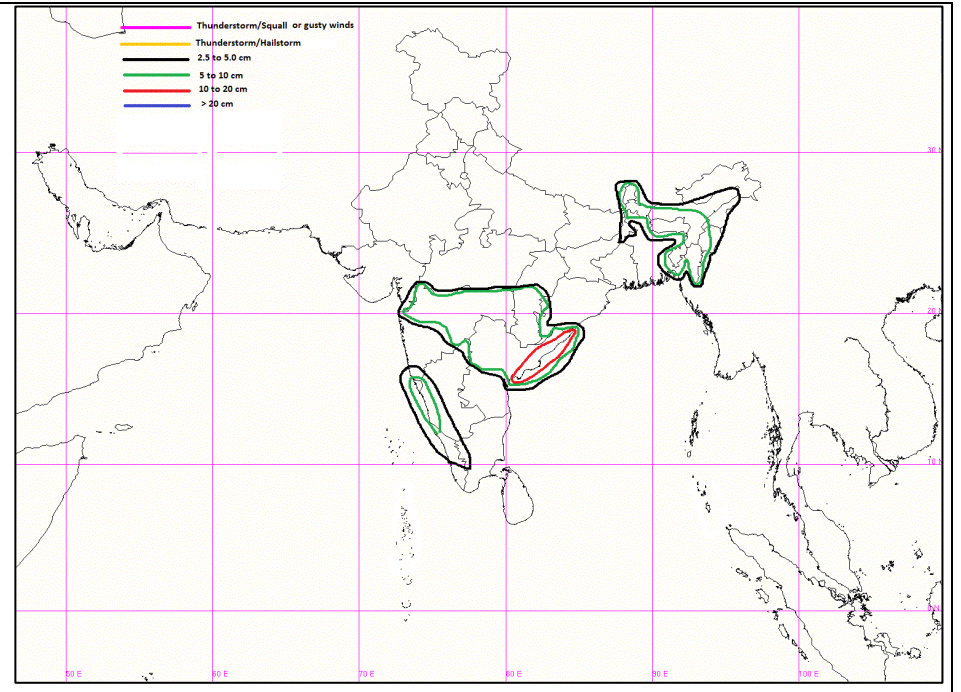 Thunderstorm/Squall or gusty winds
Thunderstorm/Hailstorm
2.5 to 5.0 cm
5 to 10 cm
10 to 20 cm
> 20 cm
30 N
20 N
10 N
50 E
60 E
70 E
80 E
90 E
100 E